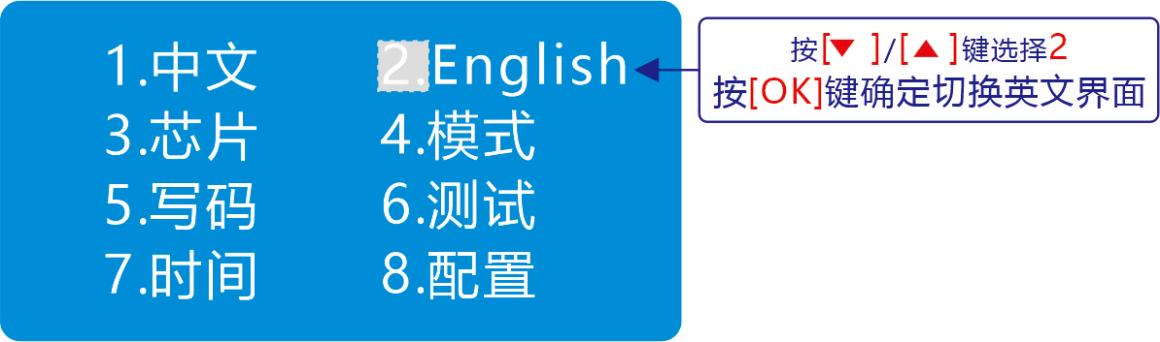 1.中文 2.English
3.芯片 4.模式
5.写码 6.测试
7.时间 8.配置
按[▼ ]/[▲ ]键选择2
按[OK]键确定切换英文界面